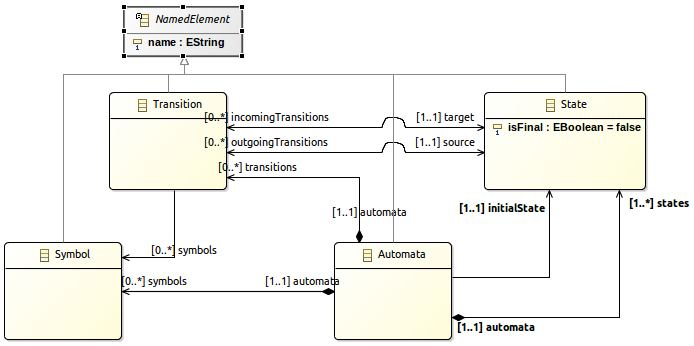 NamedElement
name : EString
Transition
State
[0..*] incomingTransitions
[1..1] target
isFinal : EBoolean = false
[0..*] outgoingTransitions
[1..1] source
[0..*] transitions
[1..1] initialState
[1..*] states
[1..1] automata
[0..*] symbols
Symbol
Automata
[0..*] symbols
[1..1] automata
[1..1] automata